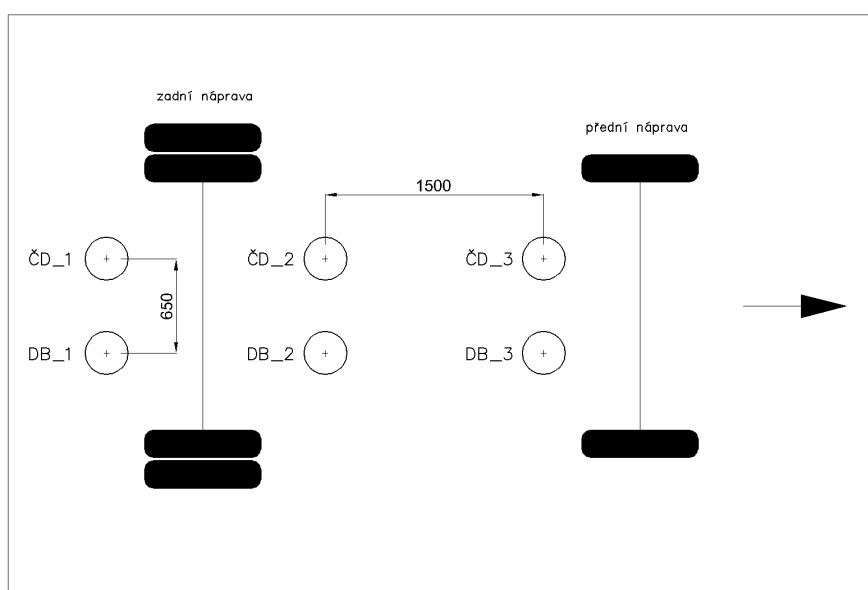 zadní náprava
přední náprava
1500
ČD_1
ČD_2
ČD_3
650
DB_1
DB_2
DB_3